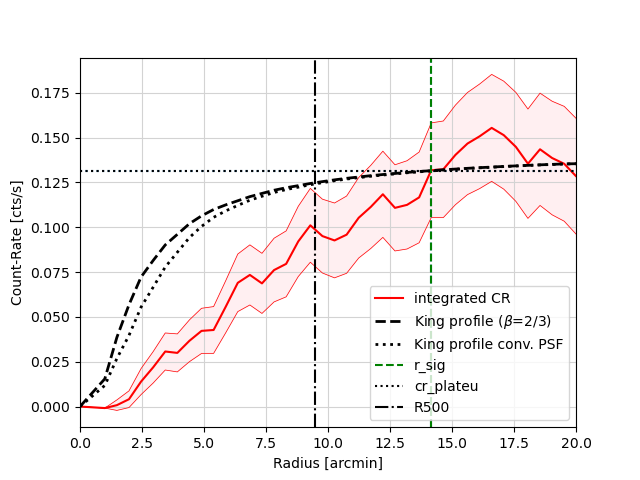 0.175
0.150
0.125
0.100
0.075
0.050
0.025
0.000
Count-Rate [cts/s]
integrated CR
King profile (β=2/3)
King profile conv. PSF
r_sig
cr_plateu
R500
0.0 2.5 5.0 7.5 10.0 12.5 15.0 17.5 20.0
Radius [arcmin]